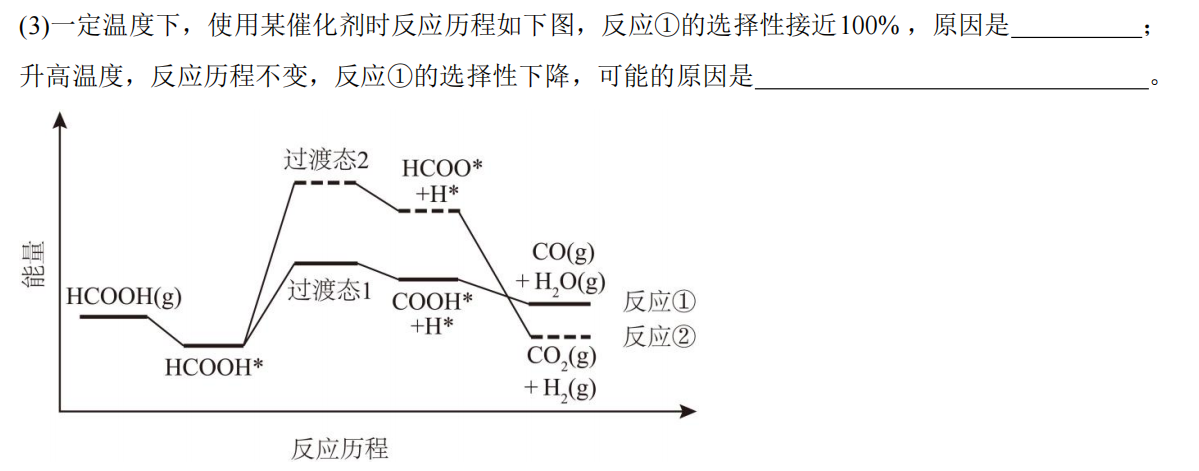 (3)一定温度下，使用某催化剂时反应历程如下图，反应①的选择性接近100%，原因是__________；
升高温度，反应历程不变，反应①的选择性下降，可能的原因是______________________________。
过渡态2
HCOO*
+H*
能量
CO(g)
+H₂O(g)
HCOOH(g)
过渡态1
COOH*
+H*
反应①
反应②
HCOOH*
CO₂(g)
+H₂(g)
反应历程